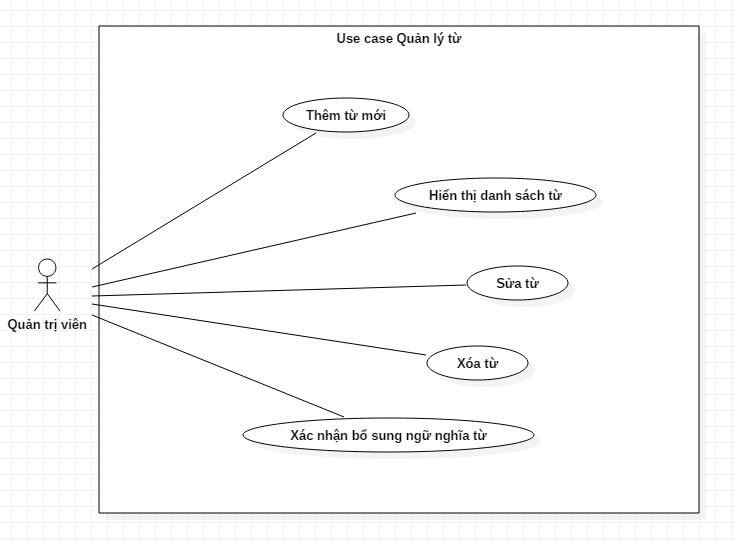 Use case Quản lý từ
Thêm từ mới
Hiển thị danh sách từ
Sửa từ
Quản trị viên
Xóa từ
Xác nhận bổ sung ngữ nghĩa từ